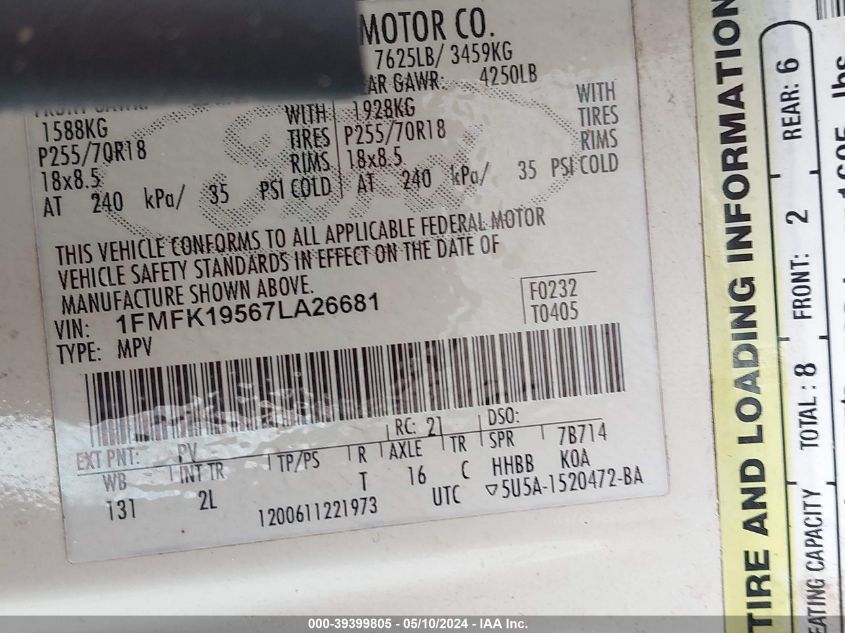 MOTOR CO.
7625LB/ 3459KG
GAWR: 4250LB
1588KG WITH 1928KG WITH
P255/70R18 TIRES P255/70R18 TIRES
18x8.5 RIMS 18x8.5 RIMS
AT 240 kPa/ 35 PSI COLD AT 240 kPa/ 35 PSI COLD
THIS VEHICLE CONFORMS TO ALL APPLICABLE FEDERAL MOTOR
VEHICLE SAFETY STANDARDS IN EFFECT ON THE DATE OF
MANUFACTURE SHOWN ABOVE.
VIN: 1FMFK19567LA26681
F0232
TYPE: MPV
T0405
EXT PNT: PV RC: 21 DSO:
WB INT TR TP/PS R AXLE TR SPR 7B714
131 2L T 16 C HHBB KOA
1200611221973 UTC 5U5A-1520472-BA
TIRE AND LOADING INFORMATION
SEATING CAPACITY TOTAL: 8 FRONT: 2 REAR: 6
lbs
000-39399805 - 05/10/2024 - IAA Inc.